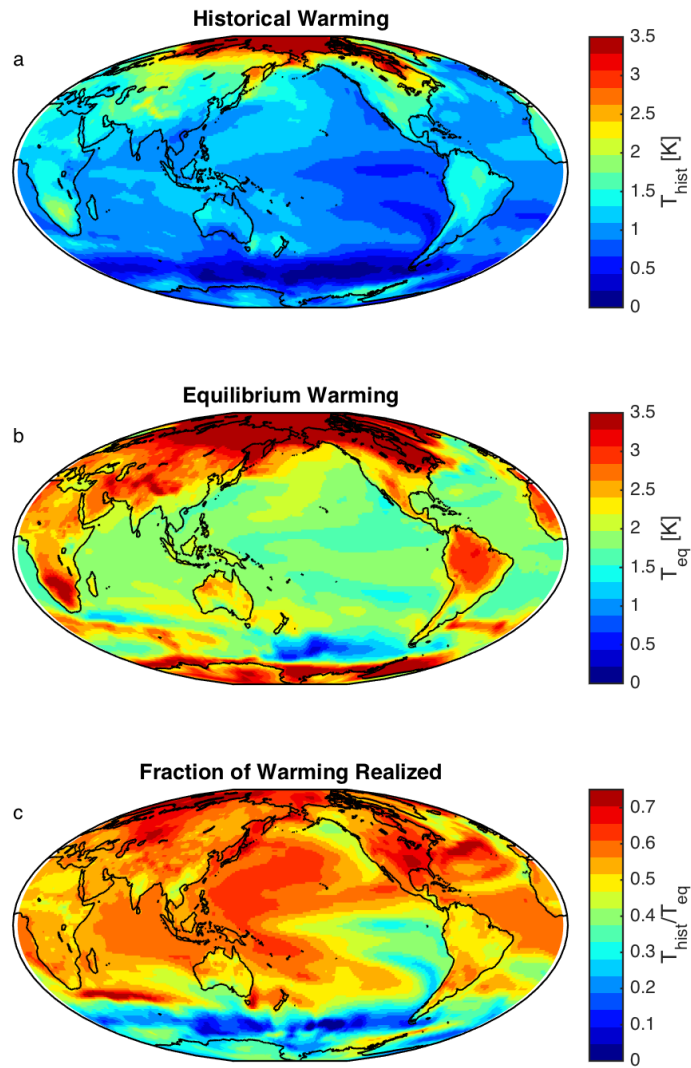 Historical Warming
a
3.5
3
2.5
2
1.5
1
0.5
0
T_hist [K]
Equilibrium Warming
b
3.5
3
2.5
2
1.5
1
0.5
0
T_eq [K]
Fraction of Warming Realized
c
0.7
0.6
0.5
0.4
0.3
0.2
0.1
0
T_hist/T_eq